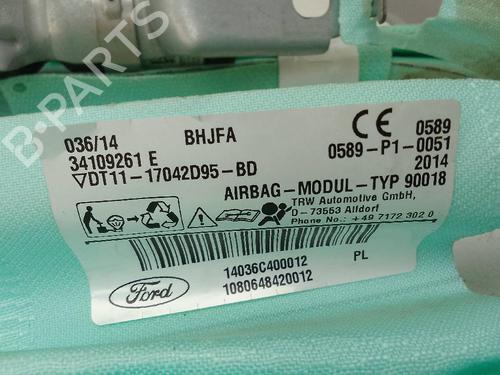 B-PARTS
036/14
BHJFA
34109261 E
▽DT11-17042D95-BD
CE 0589
0589-P1-0051
2014
AIRBAG-MODUL-TYP 90018
TRW Automotive GmbH,
D-73553 Alldorf
Phone No.: +49 7172 302 0
14036C400012
PL
Ford
1080648420012